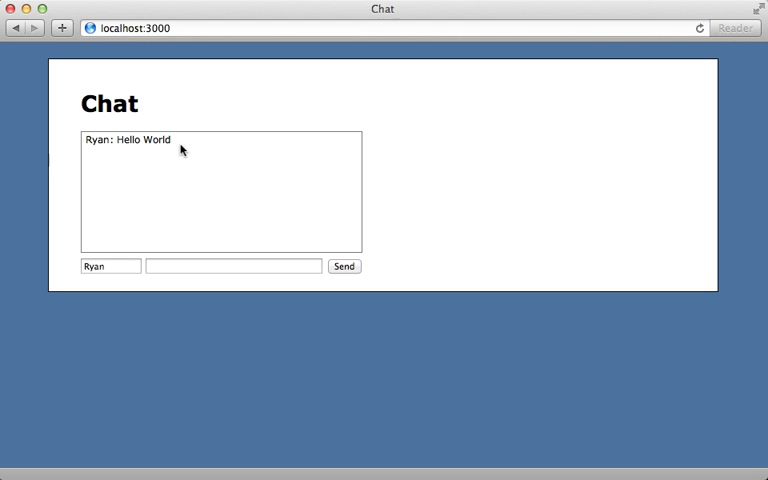 Chat
localhost:3000
Reader
Chat
Ryan: Hello World
Ryan
Send